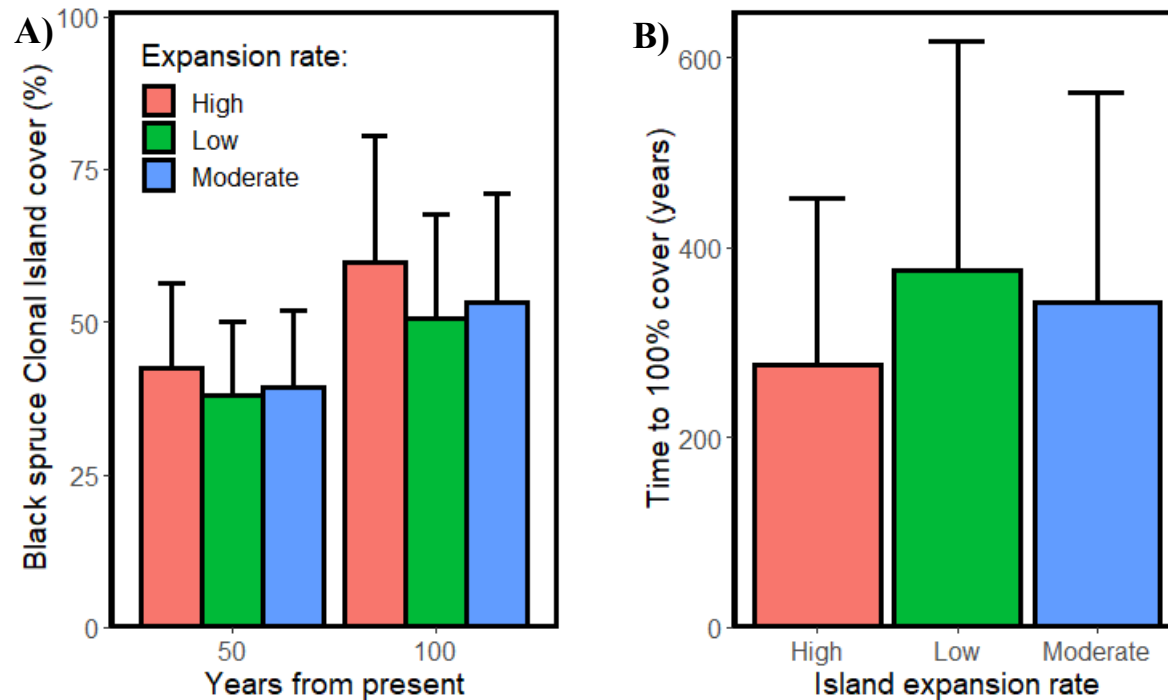 A)
Black spruce Clonal Island cover (%)
100
75
50
25
0
Expansion rate:
High
Low
Moderate
50 100
Years from present
B)
Time to 100% cover (years)
600
400
200
0
High Low Moderate
Island expansion rate